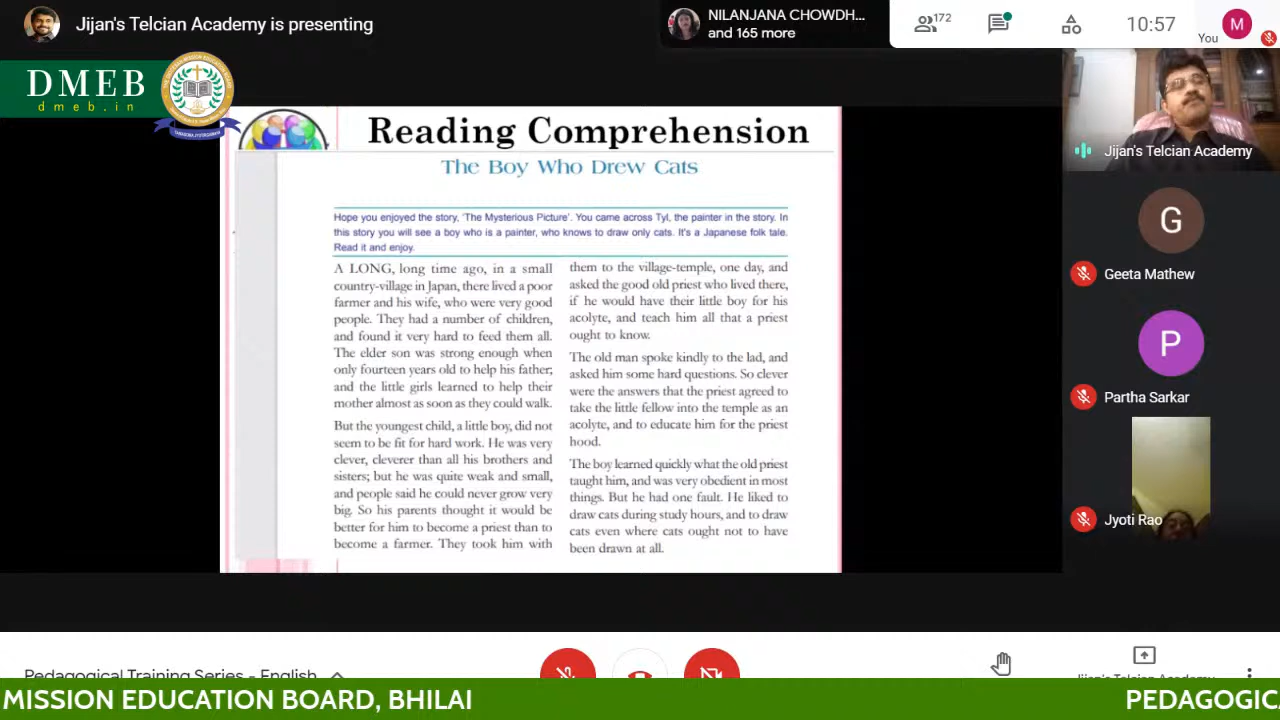 Jijan's Telcian Academy is presenting
NILANJANA CHOWDH...
and 165 more
172
10:57
You
M
DMEB
dmeb.in
Reading Comprehension
The Boy Who Drew Cats
Hope you enjoyed the story, 'The Mysterious Picture'. You came across Tyl, the painter in the story. In
this story you will see a boy who is a painter, who knows to draw only cats. It's a Japanese folk tale.
Read it and enjoy.
A LONG, long time ago, in a small
country-village in Japan, there lived a poor
farmer and his wife, who were very good
people. They had a number of children,
and found it very hard to feed them all.
The elder son was strong enough when
only fourteen years old to help his father;
and the little girls learned to help their
mother almost as soon as they could walk.
But the youngest child, a little boy, did not
seem to be fit for hard work. He was very
clever, cleverer than all his brothers and
sisters; but he was quite weak and small,
and people said he could never grow very
big. So his parents thought it would be
better for him to become a priest than to
become a farmer. They took him with
them to the village-temple, one day, and
asked the good old priest who lived there,
if he would have their little boy for his
acolyte, and teach him all that a priest
ought to know.
The old man spoke kindly to the lad, and
asked him some hard questions. So clever
were the answers that the priest agreed to
take the little fellow into the temple as an
acolyte, and to educate him for the priest
hood.
The boy learned quickly what the old priest
taught him, and was very obedient in most
things. But he had one fault. He liked to
draw cats during study hours, and to draw
cats even where cats ought not to have
been drawn at all.
Jijan's Telcian Academy
G
Geeta Mathew
P
Partha Sarkar
Jyoti Rao
Pedagogical Training Series - English
Jijan's Telcian Academy
MISSION EDUCATION BOARD, BHILAI
PEDAGOGICA